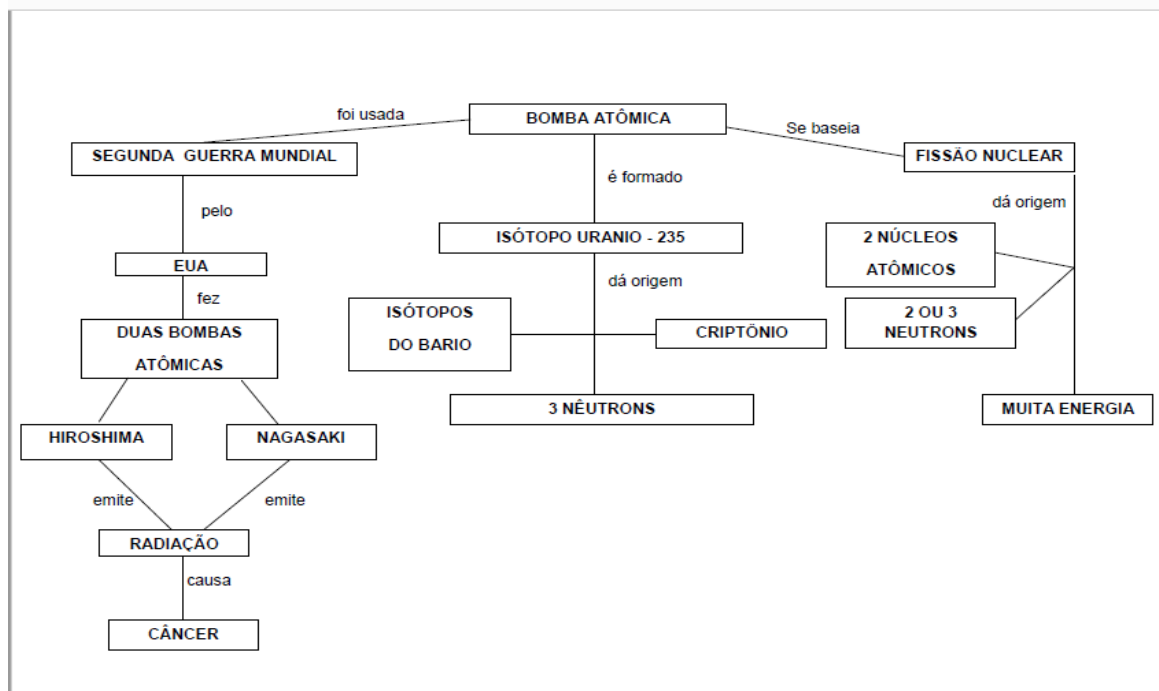 BOMBA ATÔMICA
foi usada
Se baseia
SEGUNDA GUERRA MUNDIAL
FISSÃO NUCLEAR
é formado
dá origem
pelo
ISÓTOPO URANIO - 235
2 NÚCLEOS
ATÔMICOS
EUA
dá origem
fez
ISÓTOPOS
DO BARIO
CRIPTÔNIO
2 OU 3
NEUTRONS
DUAS BOMBAS
ATÔMICAS
3 NÊUTRONS
MUITA ENERGIA
HIROSHIMA
NAGASAKI
emite
emite
RADIAÇÃO
causa
CÂNCER